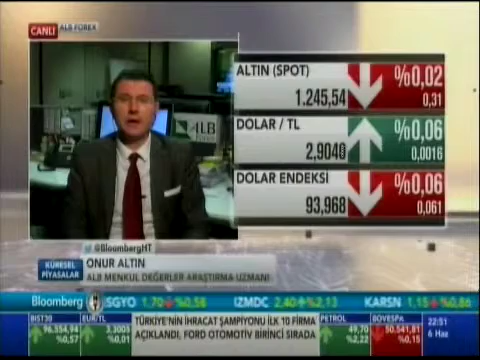 CANLI
ALB FOREX
ALB
ALTIN (SPOT)
1.245,54
%0,02
0,31
DOLAR / TL
2,9046
%0,06
0,0016
DOLAR ENDEKSİ
93,968
%0,06
0,061
@BloombergHT
KÜRESEL
PİYASALAR
ONUR ALTIN
ALB MENKUL DEĞERLER ARAŞTIRMA UZMANI
Bloomberg HT
SGYO 1,70 %0,58
IZMDC 2,40 %2,13
KARSN 1,15 %0,86
BIST30
96.554,94
%0,57
EUR/TL
3,3005
%0,01
TÜRKİYE'NİN İHRACAT ŞAMPİYONU İLK 10 FİRMA
AÇIKLANDI, FORD OTOMOTİV BİRİNCİ SIRADA
PETROL
49,70
%2,22
BOVESPA
50.541,81
%0,15
22:51
6 Haz